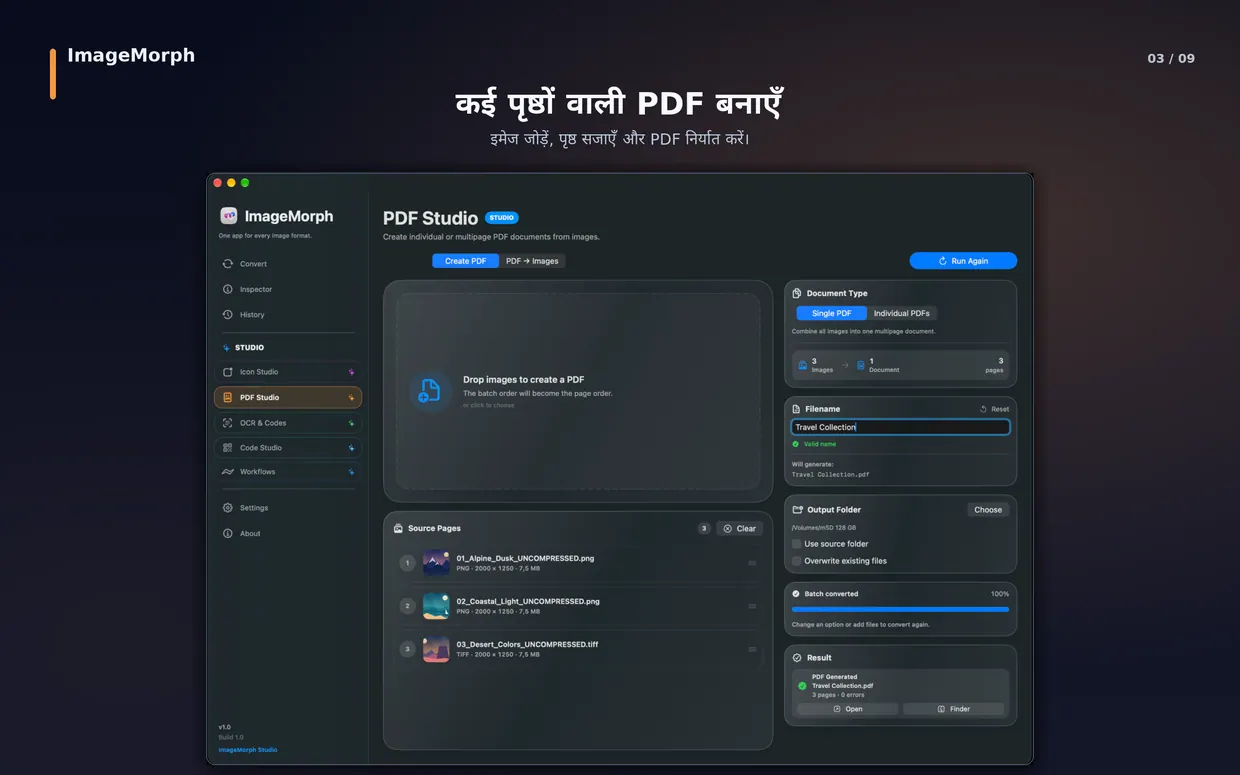 ImageMorph
03 / 09
कई पृष्ठों वाली PDF बनाएँ
इमेज जोड़ें, पृष्ठ सजाएँ और PDF निर्यात करें।
ImageMorph
One app for every image format.
Convert
Inspector
History
STUDIO
Icon Studio
PDF Studio
OCR & Codes
Code Studio
Workflows
Settings
About
v1.0
Build 1.0
ImageMorph Studio
PDF Studio STUDIO
Create individual or multipage PDF documents from images.
Create PDF PDF → Images
Run Again
Drop images to create a PDF
The batch order will become the page order.
or click to choose
Source Pages 3 Clear
1 01_Alpine_Dusk_UNCOMPRESSED.png
PNG · 2000 × 1250 · 7,5 MB
2 02_Coastal_Light_UNCOMPRESSED.png
PNG · 2000 × 1250 · 7,5 MB
3 03_Desert_Colors_UNCOMPRESSED.tiff
TIFF · 2000 × 1250 · 7,5 MB
Document Type
Single PDF Individual PDFs
Combine all images into one multipage document.
3 → 1 3
Images Document pages
Filename Reset
Travel Collection
Valid name
Will generate:
Travel Collection.pdf
Output Folder Choose
/Volumes/mSD 128 GB
Use source folder
Overwrite existing files
Batch converted 100%
Change an option or add files to convert again.
Result
PDF Generated
Travel Collection.pdf
3 pages · 0 errors
Open Finder